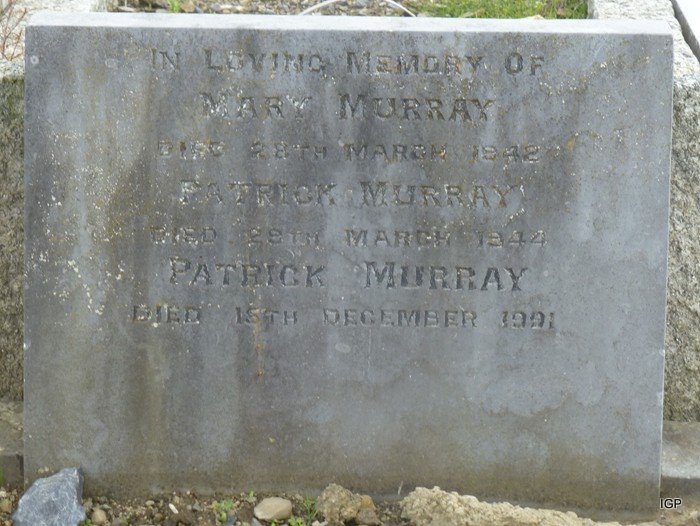 IN LOVING MEMORY OF
MARY MURRAY
DIED 28TH MARCH 1942
PATRICK MURRAY
DIED 29TH MARCH 1944
PATRICK MURRAY
DIED 15TH DECEMBER 1991
IGP